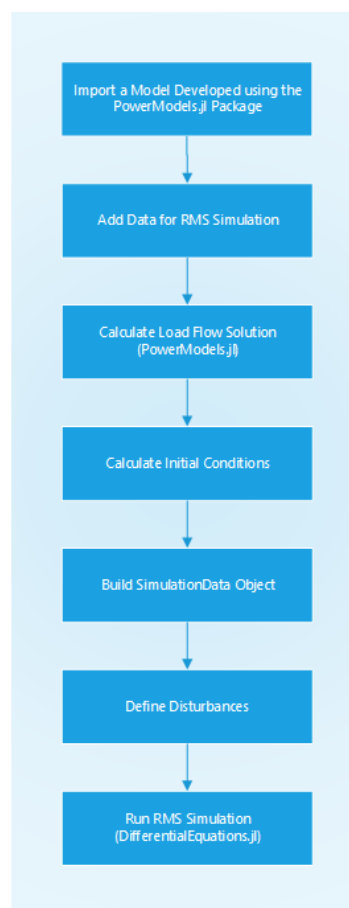 Import a Model Developed using the
PowerModels.jl Package
Add Data for RMS Simulation
Calculate Load Flow Solution
(PowerModels.jl)
Calculate Initial Conditions
Build SimulationData Object
Define Disturbances
Run RMS Simulation
(DifferentialEquations.jl)